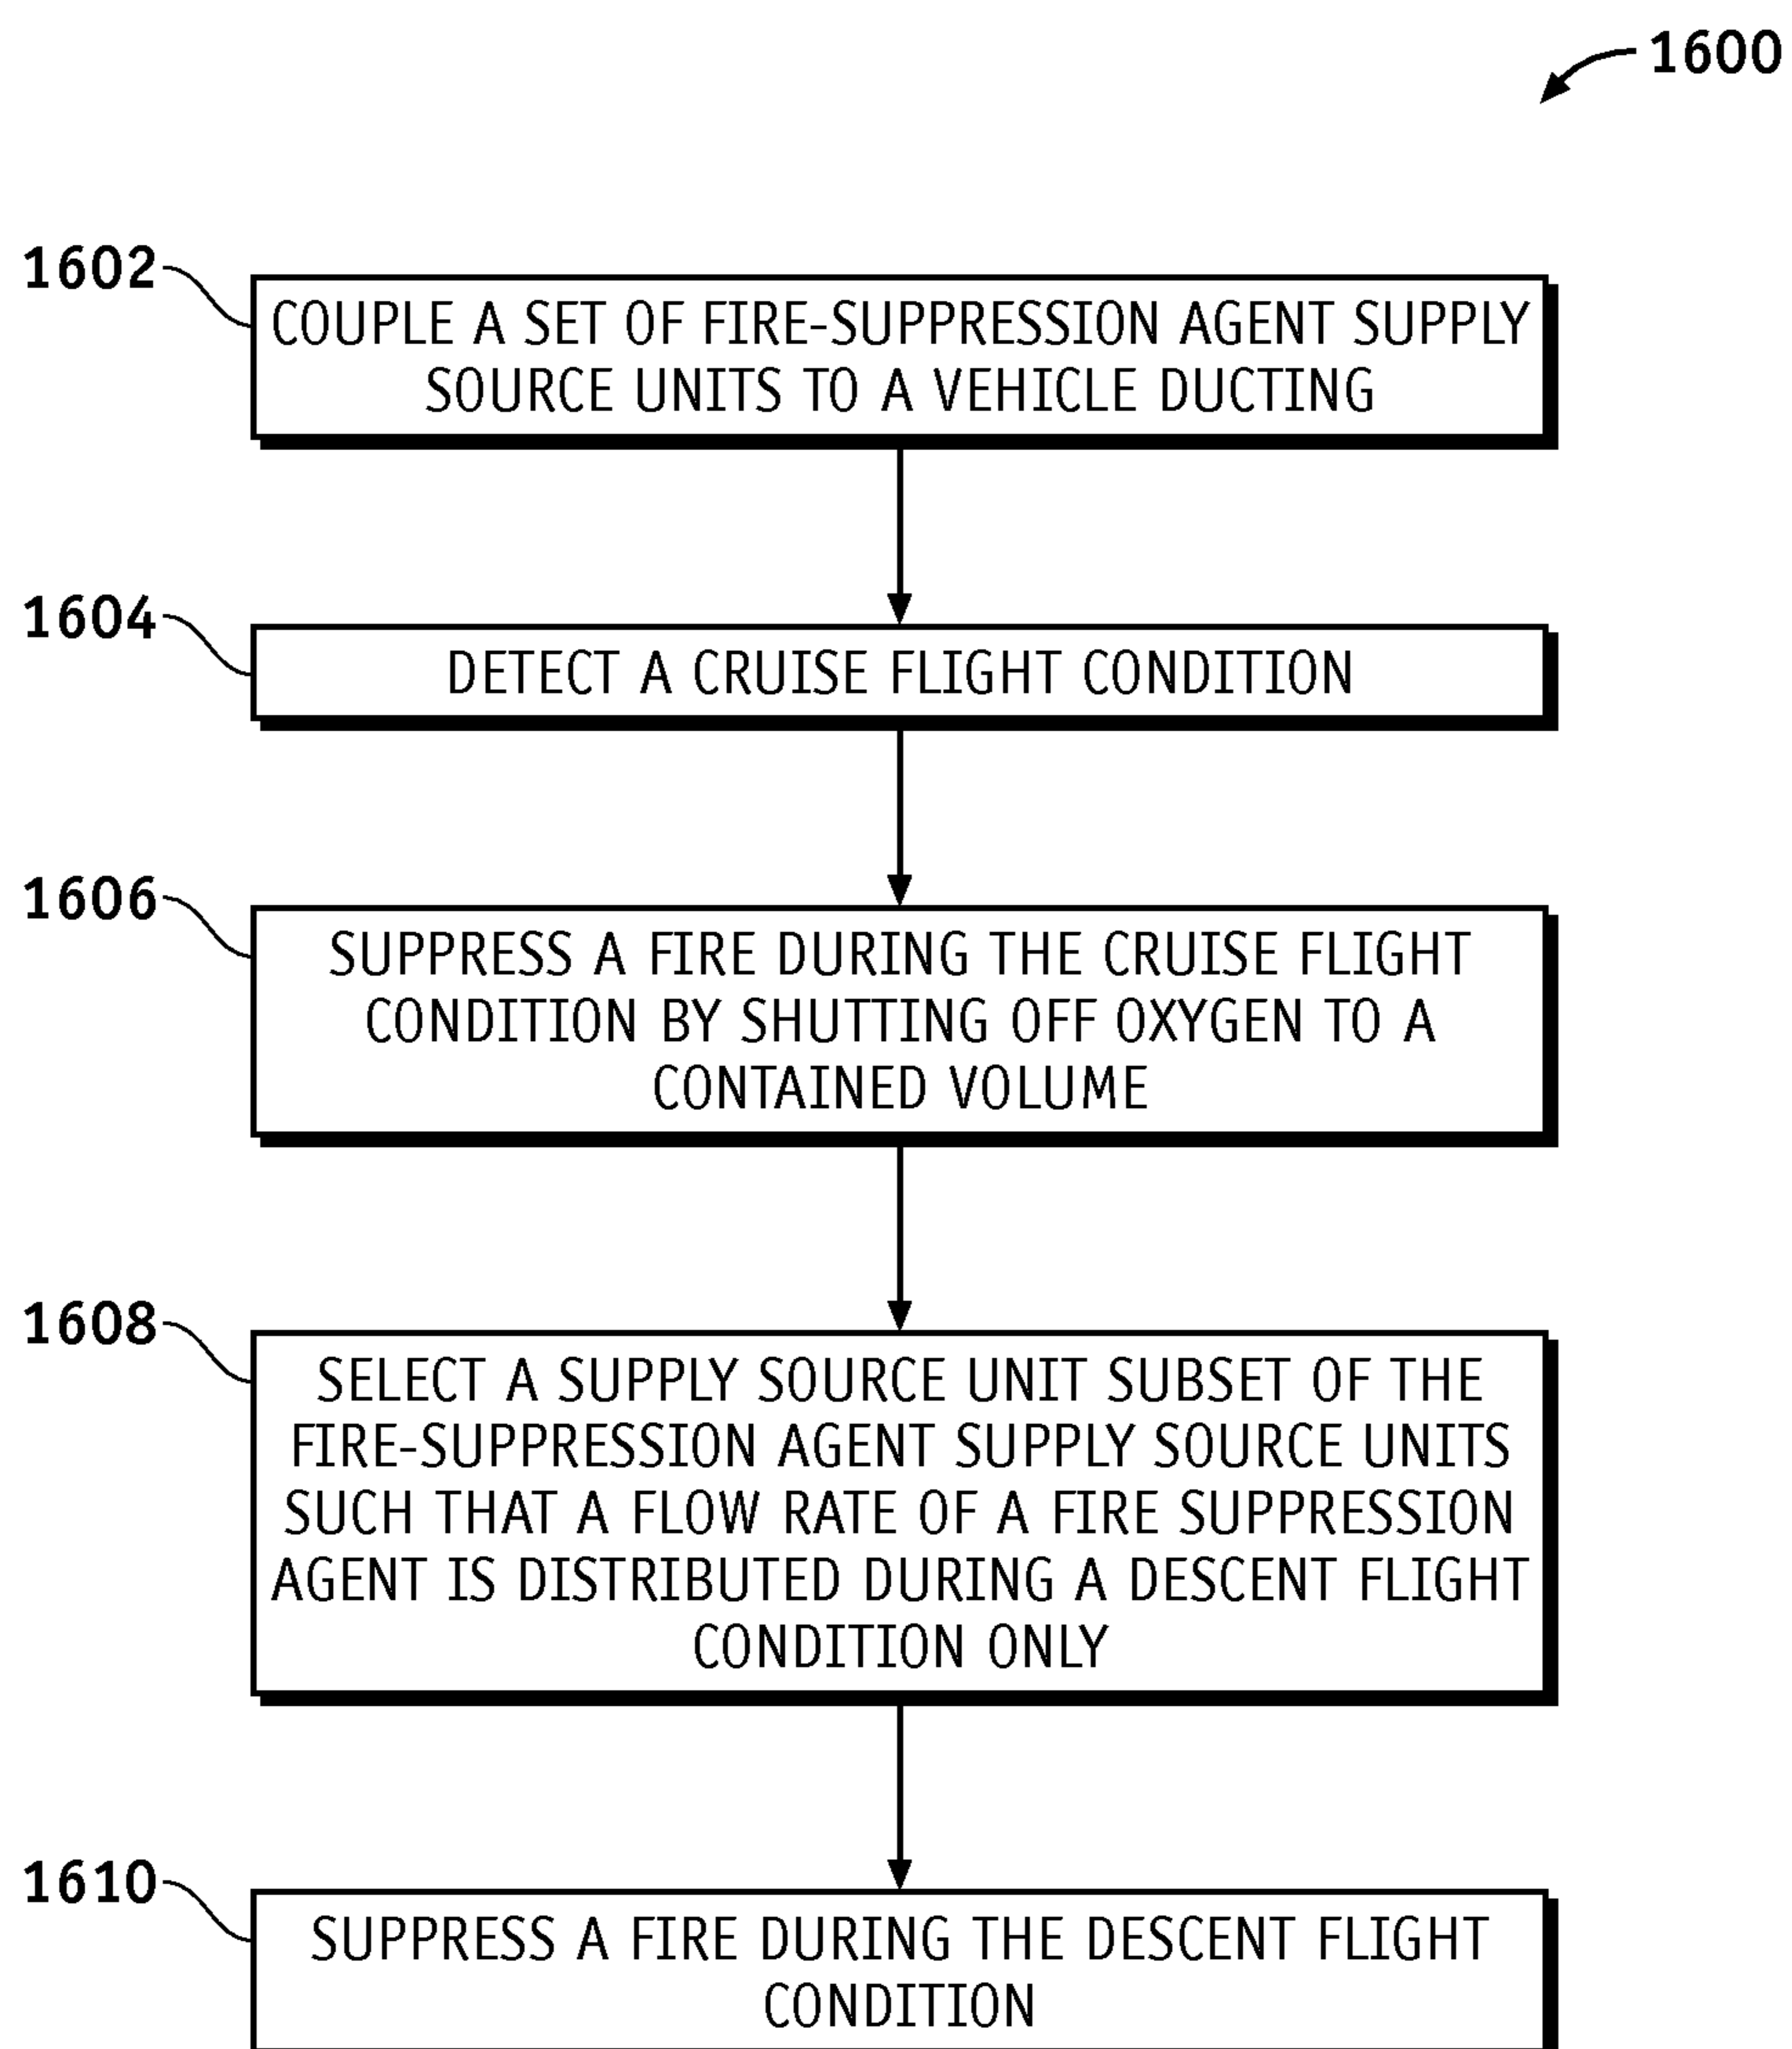 1600
1602
COUPLE A SET OF FIRE-SUPPRESSION AGENT SUPPLY
SOURCE UNITS TO A VEHICLE DUCTING
1604
DETECT A CRUISE FLIGHT CONDITION
1606
SUPPRESS A FIRE DURING THE CRUISE FLIGHT
CONDITION BY SHUTTING OFF OXYGEN TO A
CONTAINED VOLUME
1608
SELECT A SUPPLY SOURCE UNIT SUBSET OF THE
FIRE-SUPPRESSION AGENT SUPPLY SOURCE UNITS
SUCH THAT A FLOW RATE OF A FIRE SUPPRESSION
AGENT IS DISTRIBUTED DURING A DESCENT FLIGHT
CONDITION ONLY
1610
SUPPRESS A FIRE DURING THE DESCENT FLIGHT
CONDITION